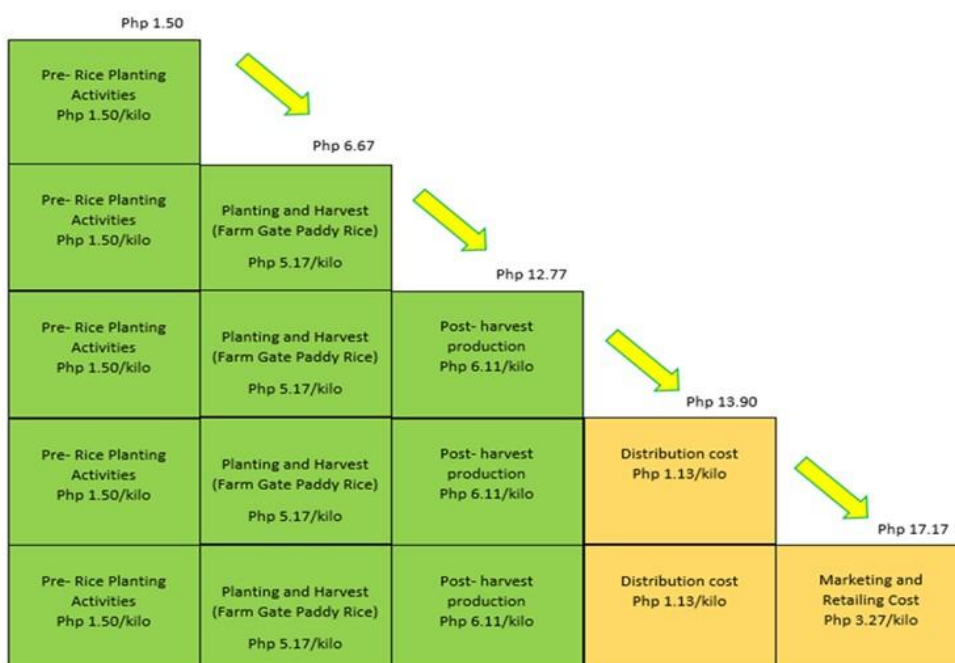 Php 1.50
Pre- Rice Planting
Activities
Php 1.50/kilo
Php 6.67
Pre- Rice Planting
Activities
Php 1.50/kilo
Planting and Harvest
(Farm Gate Paddy Rice)
Php 5.17/kilo
Php 12.77
Pre- Rice Planting
Activities
Php 1.50/kilo
Planting and Harvest
(Farm Gate Paddy Rice)
Php 5.17/kilo
Post- harvest
production
Php 6.11/kilo
Php 13.90
Pre- Rice Planting
Activities
Php 1.50/kilo
Planting and Harvest
(Farm Gate Paddy Rice)
Php 5.17/kilo
Post- harvest
production
Php 6.11/kilo
Distribution cost
Php 1.13/kilo
Php 17.17
Pre- Rice Planting
Activities
Php 1.50/kilo
Planting and Harvest
(Farm Gate Paddy Rice)
Php 5.17/kilo
Post- harvest
production
Php 6.11/kilo
Distribution cost
Php 1.13/kilo
Marketing and
Retailing Cost
Php 3.27/kilo